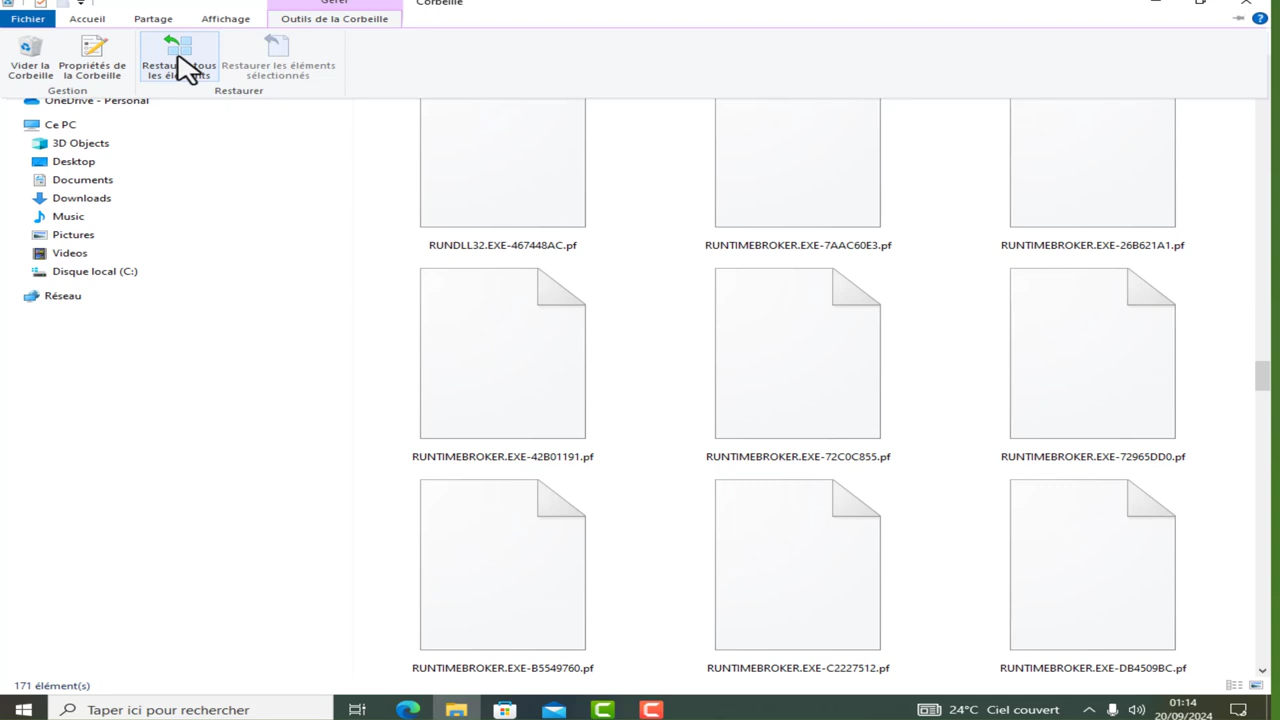 Gérer
Corbeille
Fichier
Accueil
Partage
Affichage
Outils de la Corbeille
Vider la
Corbeille
Propriétés de
la Corbeille
Restaurer les éléments
sélectionnés
les
Gestion
Restaurer
OneDrive - Personal
Ce PC
3D Objects
Desktop
Documents
Downloads
Music
Pictures
Videos
Disque local (C:)
Réseau
RUNDLL32.EXE-467448AC.pf
RUNTIMEBROKER.EXE-7AAC60E3.pf
RUNTIMEBROKER.EXE-26B621A1.pf
RUNTIMEBROKER.EXE-42B01191.pf
RUNTIMEBROKER.EXE-72C0C855.pf
RUNTIMEBROKER.EXE-72965DD0.pf
RUNTIMEBROKER.EXE-B5549760.pf
RUNTIMEBROKER.EXE-C2227512.pf
RUNTIMEBROKER.EXE-DB4509BC.pf
171 élément(s)
Taper ici pour rechercher
24°C Ciel couvert
01:14
20/09/2024